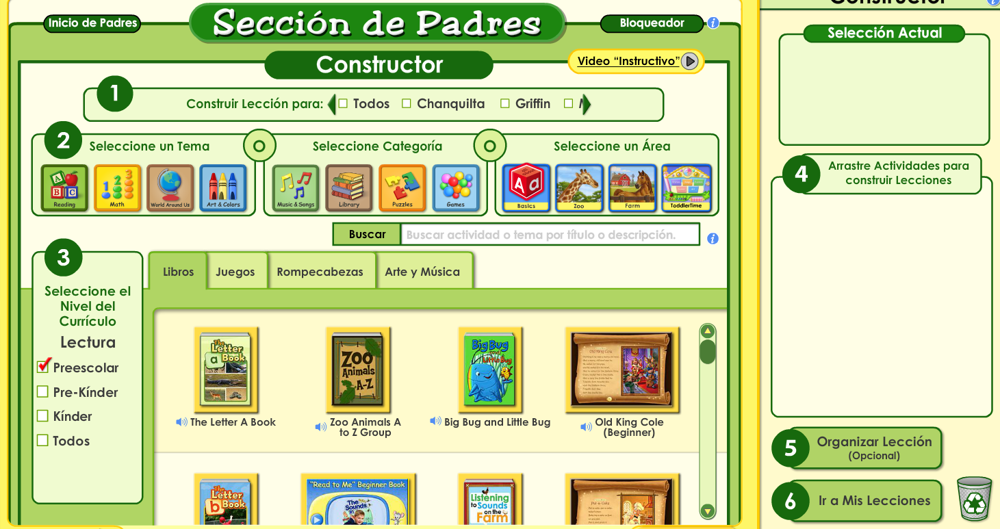 Inicio de Padres
Sección de Padres
Bloqueador
Constructor
Video “Instructivo”
1
Construir Lección para:
Todos
Chanquilta
Griffin
2
Seleccione un Tema
O
Seleccione Categoría
O
Seleccione un Área
Reading
Math
World Around Us
Art & Colors
Music & Songs
Library
Puzzles
Games
Basics
Zoo
Farm
ToddlerTime
Buscar
Buscar actividad o tema por título o descripción.
3
Seleccione el
Nivel del
Currículo
Lectura
Preescolar
Pre-Kínder
Kínder
Todos
Libros
Juegos
Rompecabezas
Arte y Música
The
Letter
a Book
ZOO
Animals
A-Z
Big Bug
and
Little Bug
Old King Cole
The Letter A Book
Zoo Animals A
to Z Group
Big Bug and Little Bug
Old King Cole
(Beginner)
The
Letter
b Book
"Read to Me" Beginner Book
The
Sounds
in
Listening
to Sounds
on the
Farm
Pat-a-Cake
Constructor
Selección Actual
4
Arrastre Actividades para
construir Lecciones
5
Organizar Lección
(Opcional)
6
Ir a Mis Lecciones